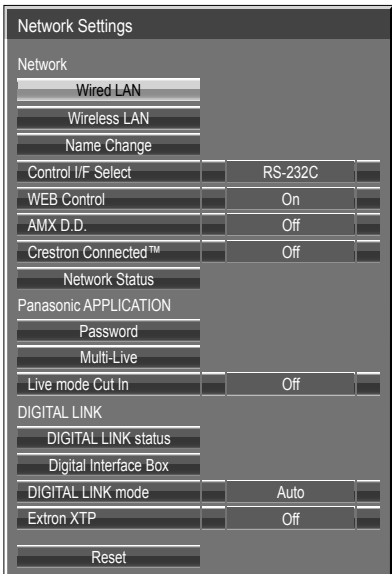 Network Settings
Network
Wired LAN
Wireless LAN
Name Change
Control I/F Select RS-232C
WEB Control On
AMX D.D. Off
Crestron Connected™ Off
Network Status
Panasonic APPLICATION
Password
Multi-Live
Live mode Cut In Off
DIGITAL LINK
DIGITAL LINK status
Digital Interface Box
DIGITAL LINK mode Auto
Extron XTP Off
Reset